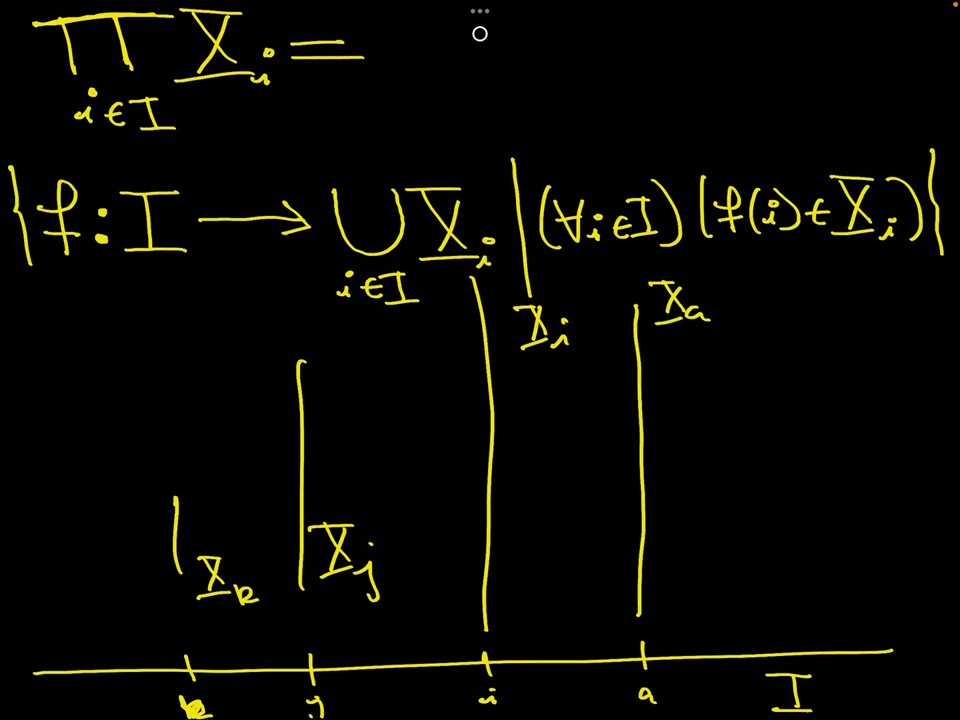 ∏ X_i =
i∈I
{ f : I → ∪ X_i | (∀i∈I) (f(i)∈X_i) }
i∈I
X_i X_a
X_k X_j
k j i a I